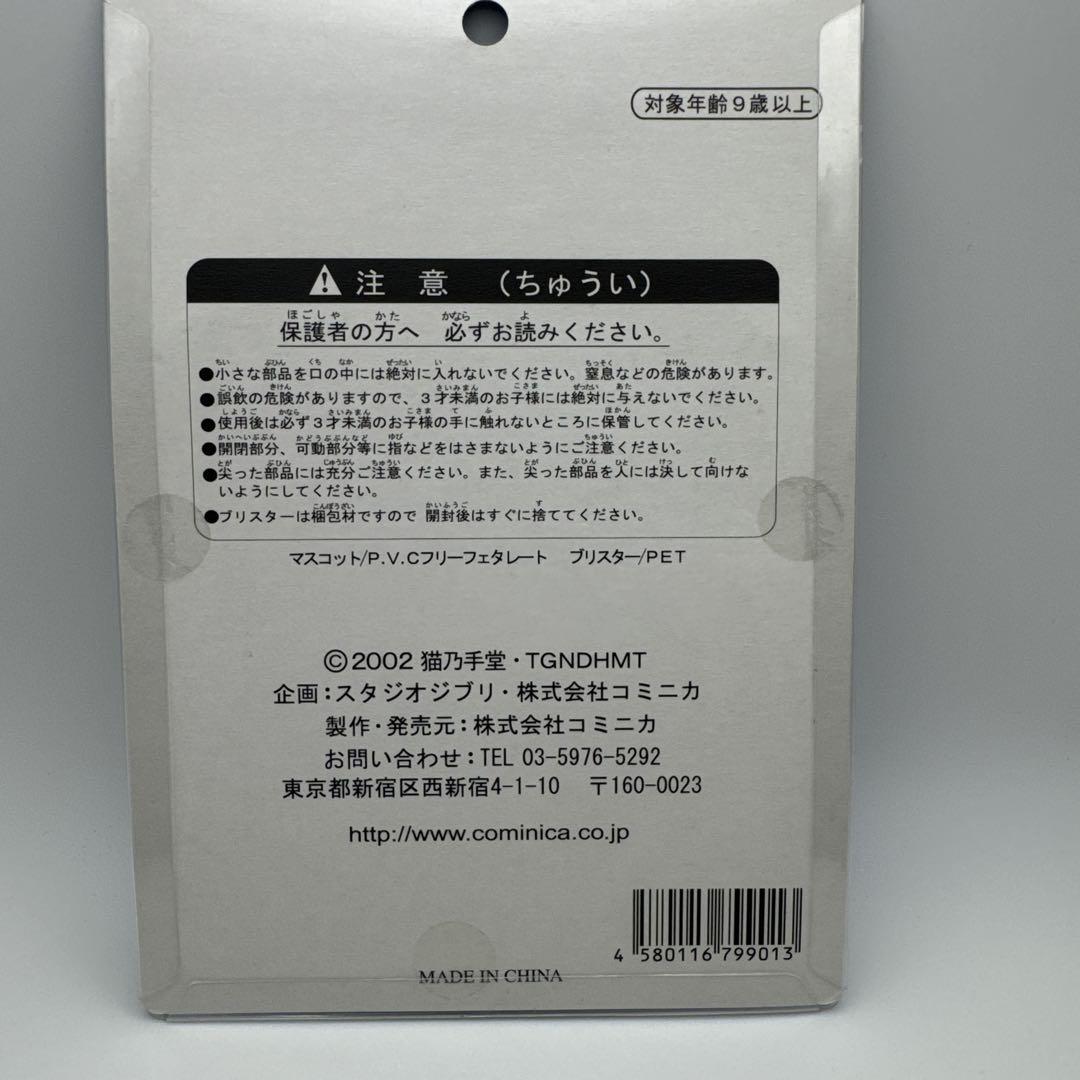 対象年齢9歳以上
注 意 (ちゅうい)
保護者の方へ 必ずお読みください。
●小さな部品を口の中には絶対に入れないでください。窒息などの危険があります。
●誤飲の危険がありますので、3才未満のお子様には絶対に与えないでください。
●使用後は必ず3才未満のお子様の手に触れないところに保管してください。
●開閉部分、可動部分等に指などをはさまないようにご注意ください。
●尖った部品には充分ご注意ください。また、尖った部品を人には決して向けな
いようにしてください。
●ブリスターは梱包材ですので 開封後はすぐに捨ててください。
マスコット/P.V.Cフリーフェタレート ブリスター/PET
©2002 猫乃手堂・TGNDHMT
企画:スタジオジブリ・株式会社コミニカ
製作・発売元:株式会社コミニカ
お問い合わせ:TEL 03-5976-5292
東京都新宿区西新宿4-1-10 〒160-0023
http://www.cominica.co.jp
4 580116 799013
MADE IN CHINA